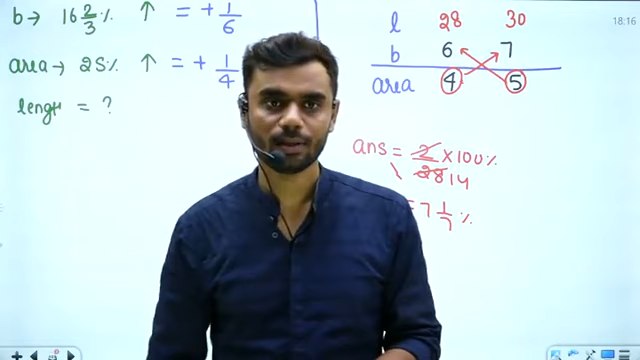 b → 16 2/3 % ↑ = + 1/6
area → 25% ↑ = + 1/4
length = ?
l 28 30
b 6 7
area 4 5
ans = 2/28 14 × 100%
= 7 1/7 %
18:16